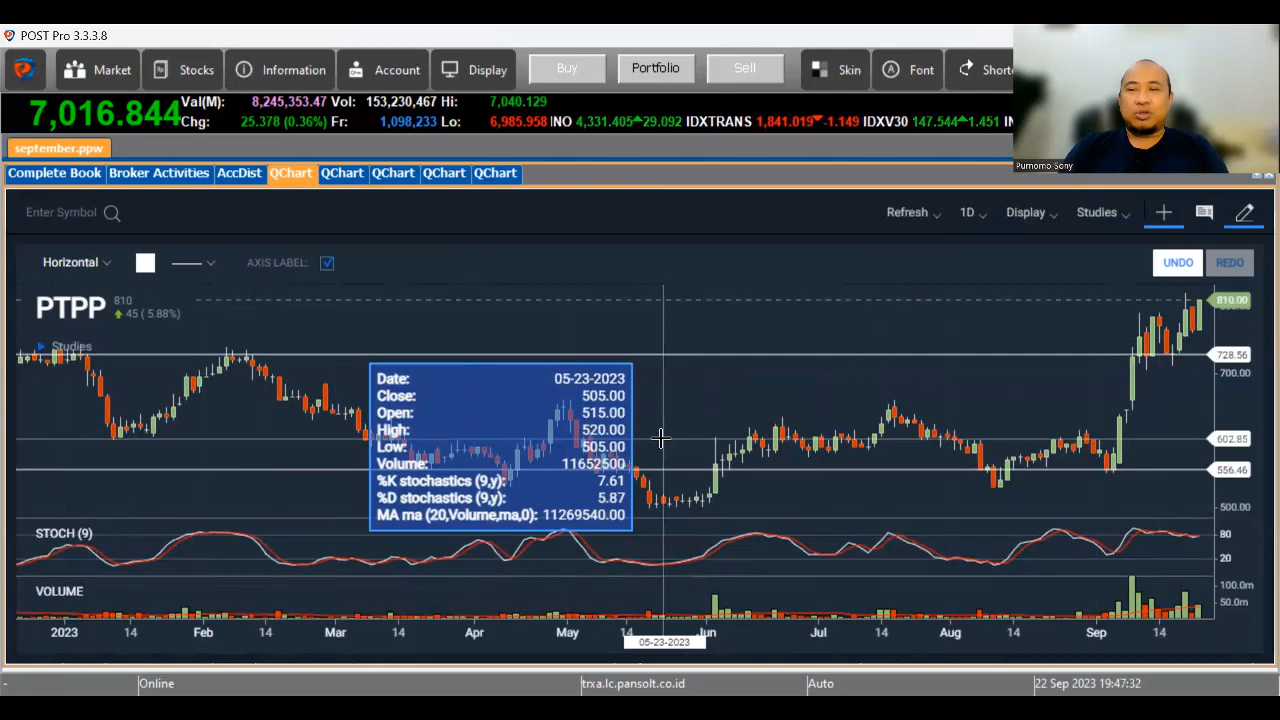 POST Pro 3.3.3.8
Market Stocks Information Account Display Buy Portfolio Sell Skin Font
7,016.844 Val(M): 8,245,353.47 Vol: 153,230,467 Hi: 7,040.129
Chg: 25.378 (0.36%) Fr: 1,098,233 Lo: 6,985.958 INO 4,331.405 29.092 IDXTRANS 1,841.019 -1.149 IDXV30 147.544 1.451
september.ppw
Purnomo Sony
Complete Book Broker Activities AccDist QChart QChart QChart QChart QChart
Enter Symbol Refresh 1D Display Studies
Horizontal AXIS LABEL: UNDO REDO
PTPP 810
45 ( 5.88%)
810.00
Studies
728.56
700.00
Date: 05-23-2023
Close: 505.00
Open: 515.00
High: 520.00
Low: 505.00
Volume: 11652500
%K stochastics (9,y): 7.61
%D stochastics (9,y): 5.87
MA ma (20,Volume,ma,0): 11269540.00
602.85
556.46
500.00
STOCH (9)
80
20
VOLUME
100.0m
50.0m
2023 14 Feb 14 Mar 14 Apr May 14 Jun Jul 14 Aug 14 Sep 14
05-23-2023
- Online trxa.lc.pansolt.co.id Auto 22 Sep 2023 19:47:32